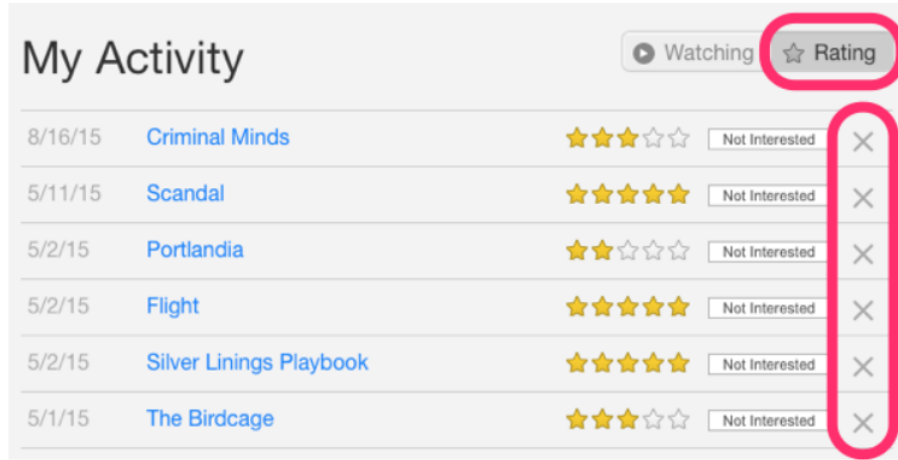 My Activity Watching Rating
8/16/15 Criminal Minds Not Interested
5/11/15 Scandal Not Interested
5/2/15 Portlandia Not Interested
5/2/15 Flight Not Interested
5/2/15 Silver Linings Playbook Not Interested
5/1/15 The Birdcage Not Interested